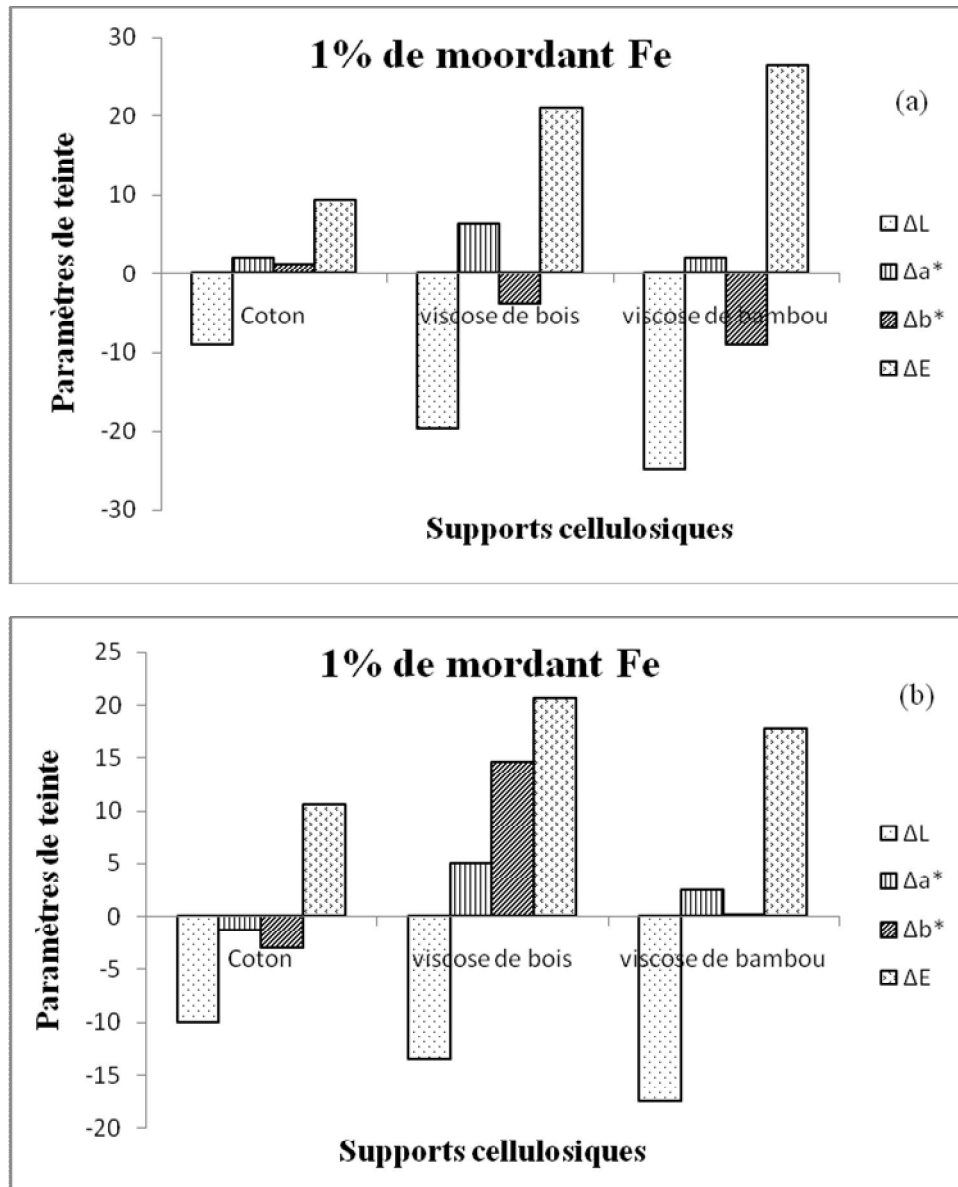 1% de moordant Fe
(a)
Paramètres de teinte
30
20
10
0
-10
-20
-30
Coton
viscose de bois
viscose de bambou
Supports cellulosiques
ΔL
Δa*
Δb*
ΔE
1% de mordant Fe
(b)
Paramètres de teinte
25
20
15
10
5
0
-5
-10
-15
-20
Coton
viscose de bois
viscose de bambou
Supports cellulosiques
ΔL
Δa*
Δb*
ΔE